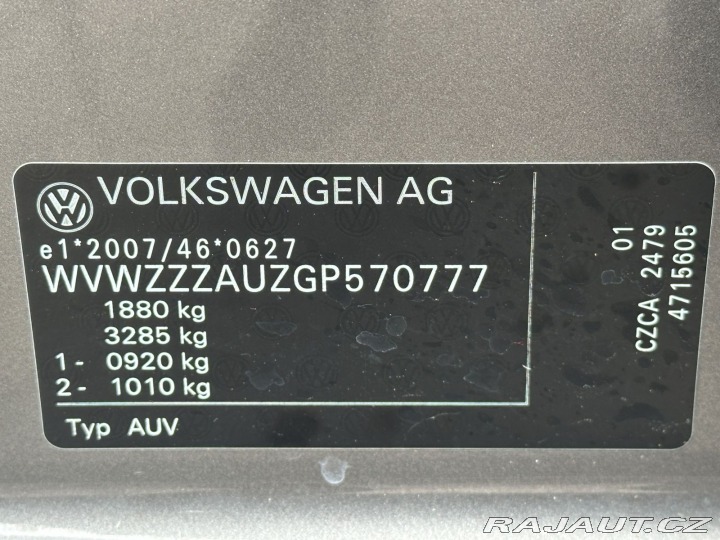 VOLKSWAGEN AG
e1*2007/46*0627
WVWZZZAUZGP570777
1880 kg
3285 kg
1- 0920 kg
2- 1010 kg
Typ AUV
01
CZCA 2479
4715605
RAJAUT.CZ